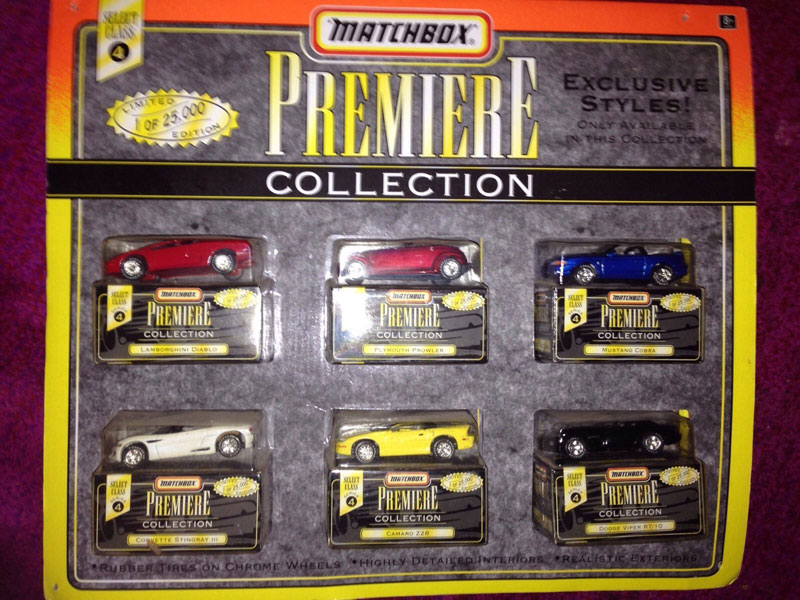 SELECT
CLASS
4
MATCHBOX
8+
LIMITED
1 OF 25,000
EDITION
PREMIERE
COLLECTION
EXCLUSIVE
STYLES!
ONLY AVAILABLE
IN THIS COLLECTION
SELECT
CLASS
4
MATCHBOX
PREMIERE
COLLECTION
LAMBORGHINI DIABLO
MATCHBOX
PREMIERE
COLLECTION
PLYMOUTH PROWLER
SELECT
CLASS
4
MATCHBOX
PREMIERE
COLLECTION
MUSTANG COBRA
SELECT
CLASS
4
MATCHBOX
PREMIERE
COLLECTION
CORVETTE STINGRAY III
SELECT
CLASS
4
MATCHBOX
PREMIERE
COLLECTION
CAMARO Z28
SELECT
CLASS
4
MATCHBOX
PREMIERE
COLLECTION
DODGE VIPER RT/10
•RUBBER TIRES ON CHROME WHEELS •HIGHLY DETAILED INTERIORS •REALISTIC EXTERIORS